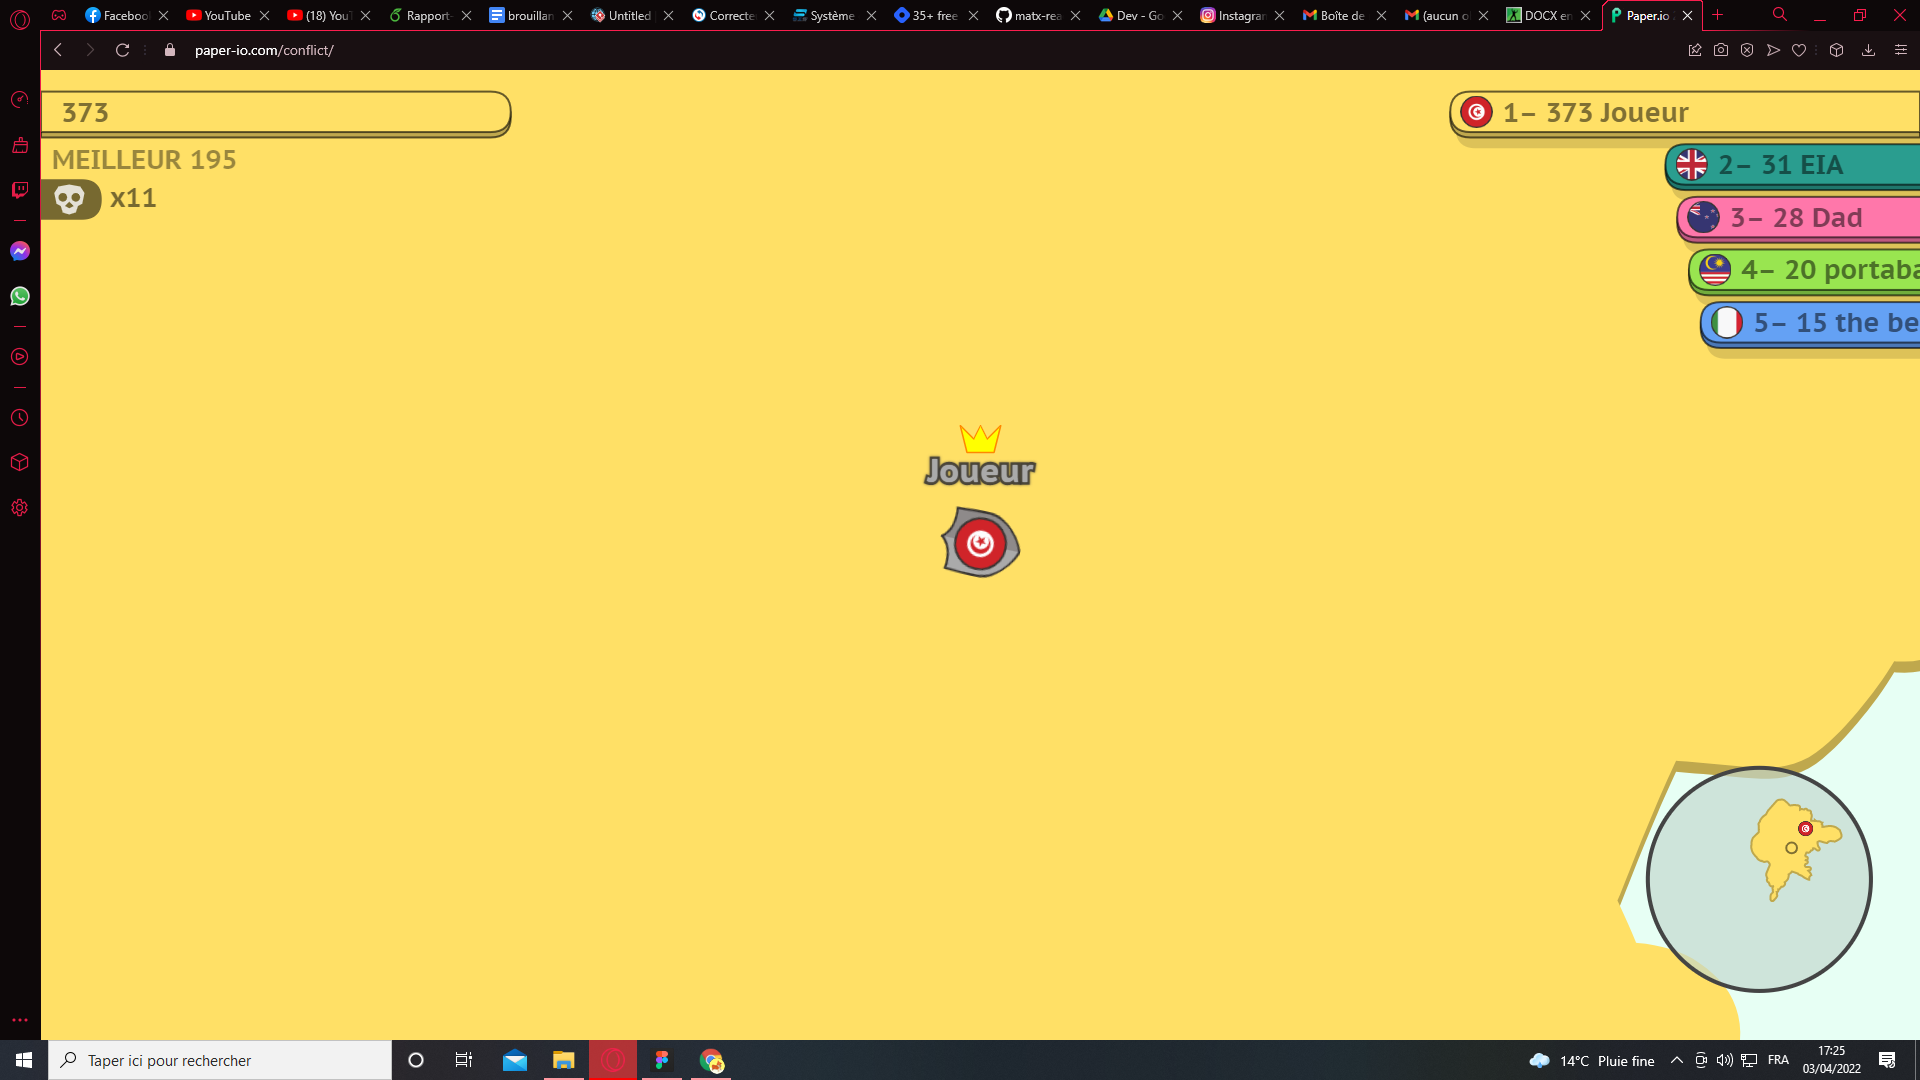 Facebook
YouTube
(18) YouT
Rapport-
brouillan
Untitled
Correcte
Système
35+ free
matx-rea
Dev - Go
Instagran
Boîte de
(aucun o
DOCX en
Paper.io
paper-io.com/conflict/
373
MEILLEUR 195
x11
1– 373 Joueur
2– 31 EIA
3– 28 Dad
4– 20 portaba
5– 15 the be
Joueur
Taper ici pour rechercher
14°C Pluie fine
FRA
17:25
03/04/2022